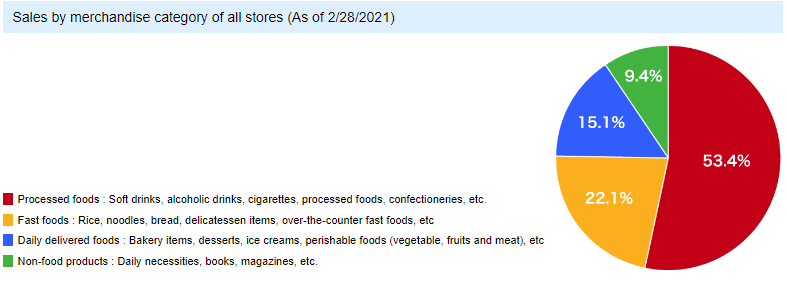 Sales by merchandise category of all stores (As of 2/28/2021)
9.4%
15.1%
53.4%
22.1%
Processed foods : Soft drinks, alcoholic drinks, cigarettes, processed foods, confectioneries, etc.
Fast foods : Rice, noodles, bread, delicatessen items, over-the-counter fast foods, etc
Daily delivered foods : Bakery items, desserts, ice creams, perishable foods (vegetable, fruits and meat), etc
Non-food products : Daily necessities, books, magazines, etc.